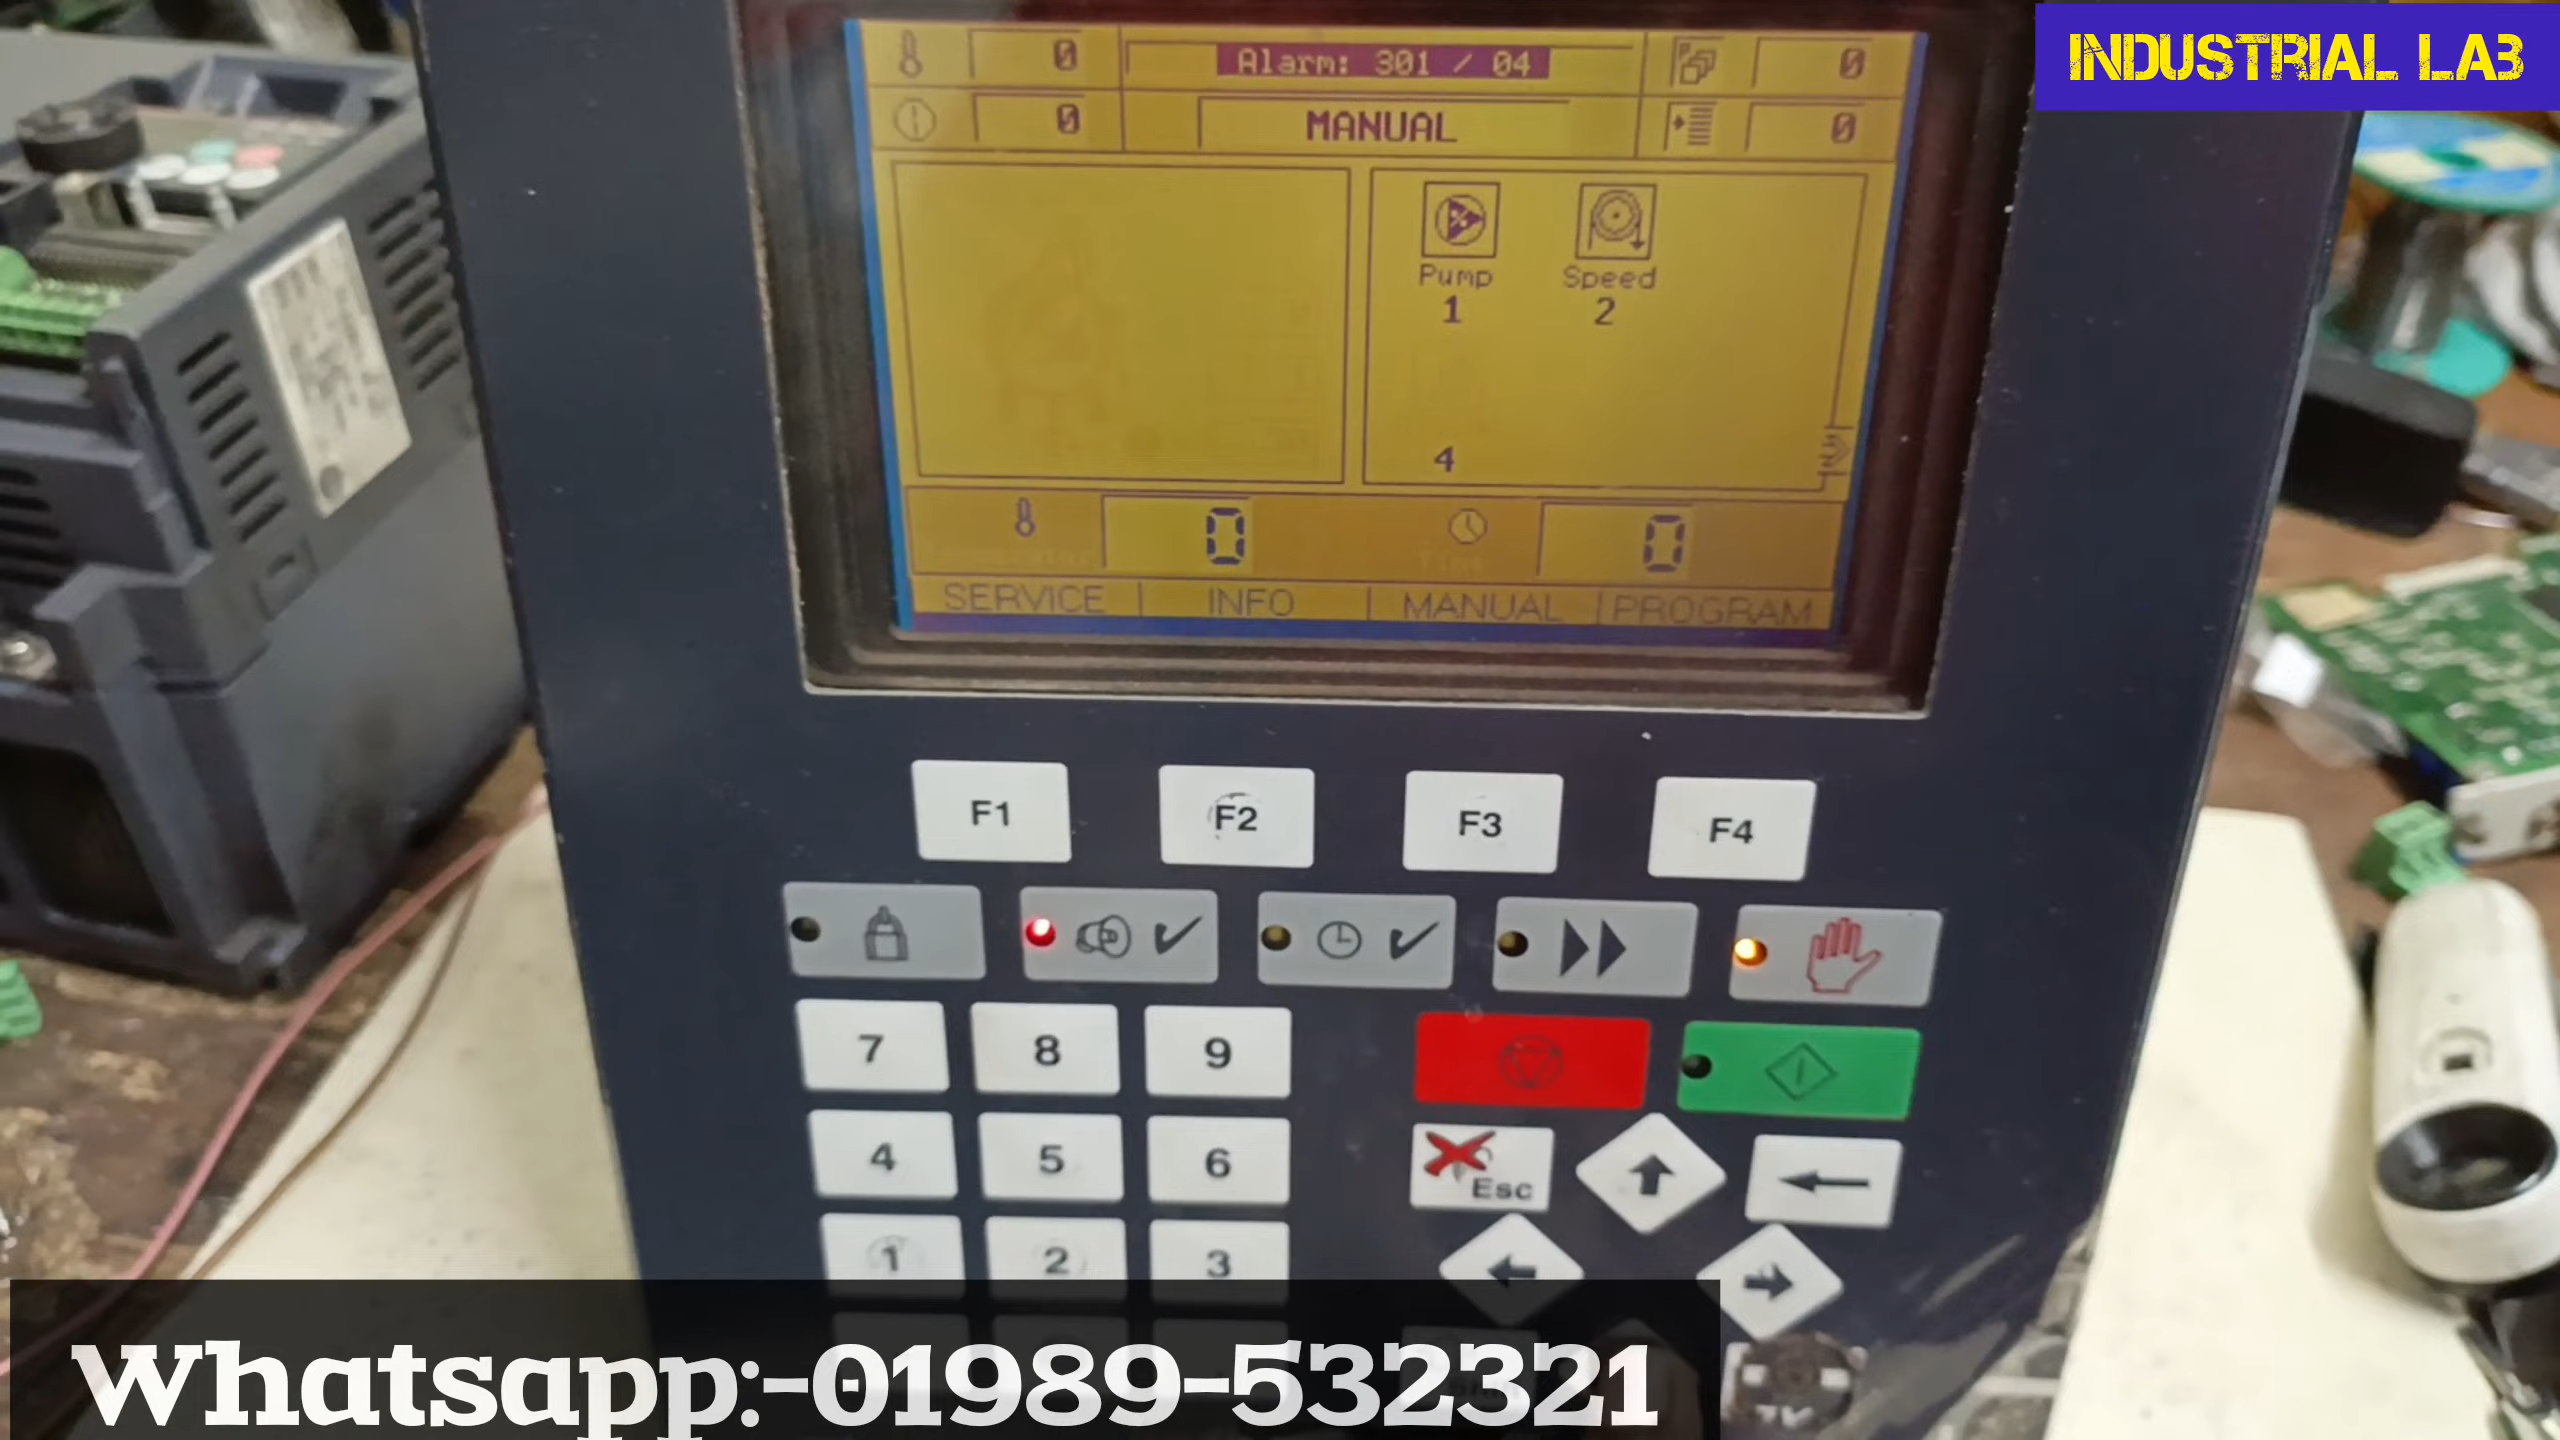 INDUSTRIAL LAB
0 Alarm: 301 / 04 0
0 MANUAL 0
Pump Speed
1 2
4
0 Time 0
SERVICE INFO MANUAL PROGRAM
F1 F2 F3 F4
7 8 9
4 5 6
Esc
1 2 3
Whatsapp:-01989-532321